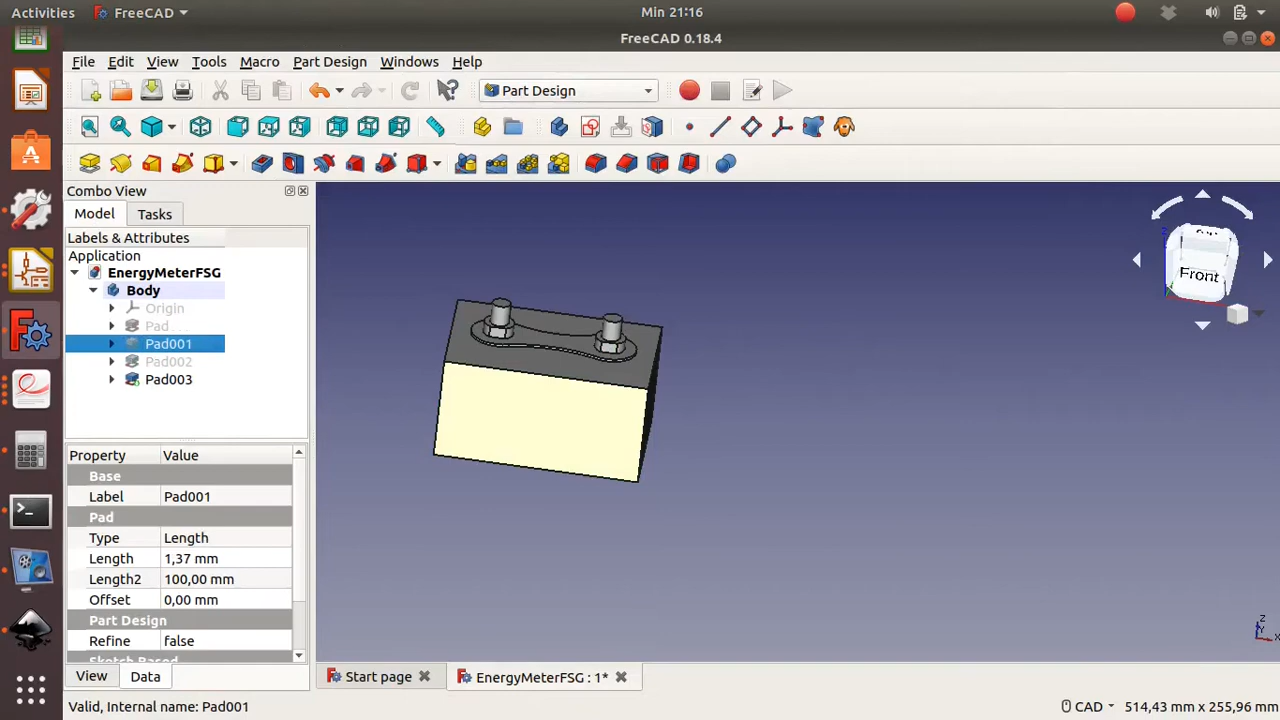 Activities FreeCAD Min 21:16
FreeCAD 0.18.4
File Edit View Tools Macro Part Design Windows Help
Part Design
Combo View
Model Tasks
Labels & Attributes
Application
EnergyMeterFSG
Body
Origin
Pad
Pad001
Pad002
Pad003
Property Value
Base
Label Pad001
Pad
Type Length
Length 1,37 mm
Length2 100,00 mm
Offset 0,00 mm
Part Design
Refine false
Sketch Based
View Data
Front
Z
X
Start page EnergyMeterFSG : 1*
Valid, Internal name: Pad001 CAD 514,43 mm x 255,96 mm